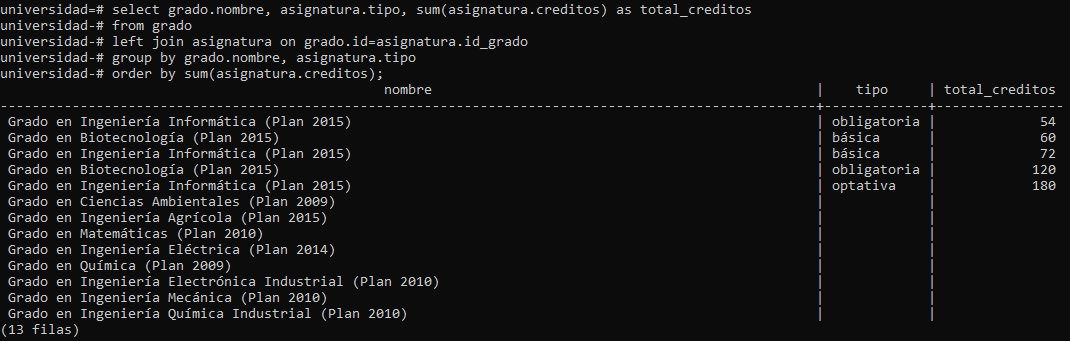 universidad=# select grado.nombre, asignatura.tipo, sum(asignatura.creditos) as total_creditos
universidad-# from grado
universidad-# left join asignatura on grado.id=asignatura.id_grado
universidad-# group by grado.nombre, asignatura.tipo
universidad-# order by sum(asignatura.creditos);
nombre | tipo | total_creditos
---------------------------------------------------------------------------------------------------------+-------------+----------------
Grado en Ingeniería Informática (Plan 2015) | obligatoria | 54
Grado en Biotecnología (Plan 2015) | básica | 60
Grado en Ingeniería Informática (Plan 2015) | básica | 72
Grado en Biotecnología (Plan 2015) | obligatoria | 120
Grado en Ingeniería Informática (Plan 2015) | optativa | 180
Grado en Ciencias Ambientales (Plan 2009) | |
Grado en Ingeniería Agrícola (Plan 2015) | |
Grado en Matemáticas (Plan 2010) | |
Grado en Ingeniería Eléctrica (Plan 2014) | |
Grado en Química (Plan 2009) | |
Grado en Ingeniería Electrónica Industrial (Plan 2010) | |
Grado en Ingeniería Mecánica (Plan 2010) | |
Grado en Ingeniería Química Industrial (Plan 2010) | |
(13 filas)